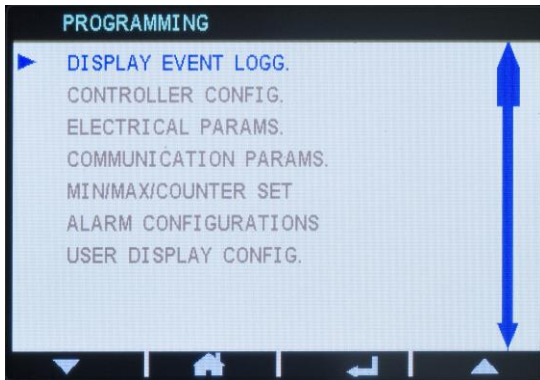 PROGRAMMING
DISPLAY EVENT LOGG.
CONTROLLER CONFIG.
ELECTRICAL PARAMS.
COMMUNICATION PARAMS.
MIN/MAX/COUNTER SET
ALARM CONFIGURATIONS
USER DISPLAY CONFIG.